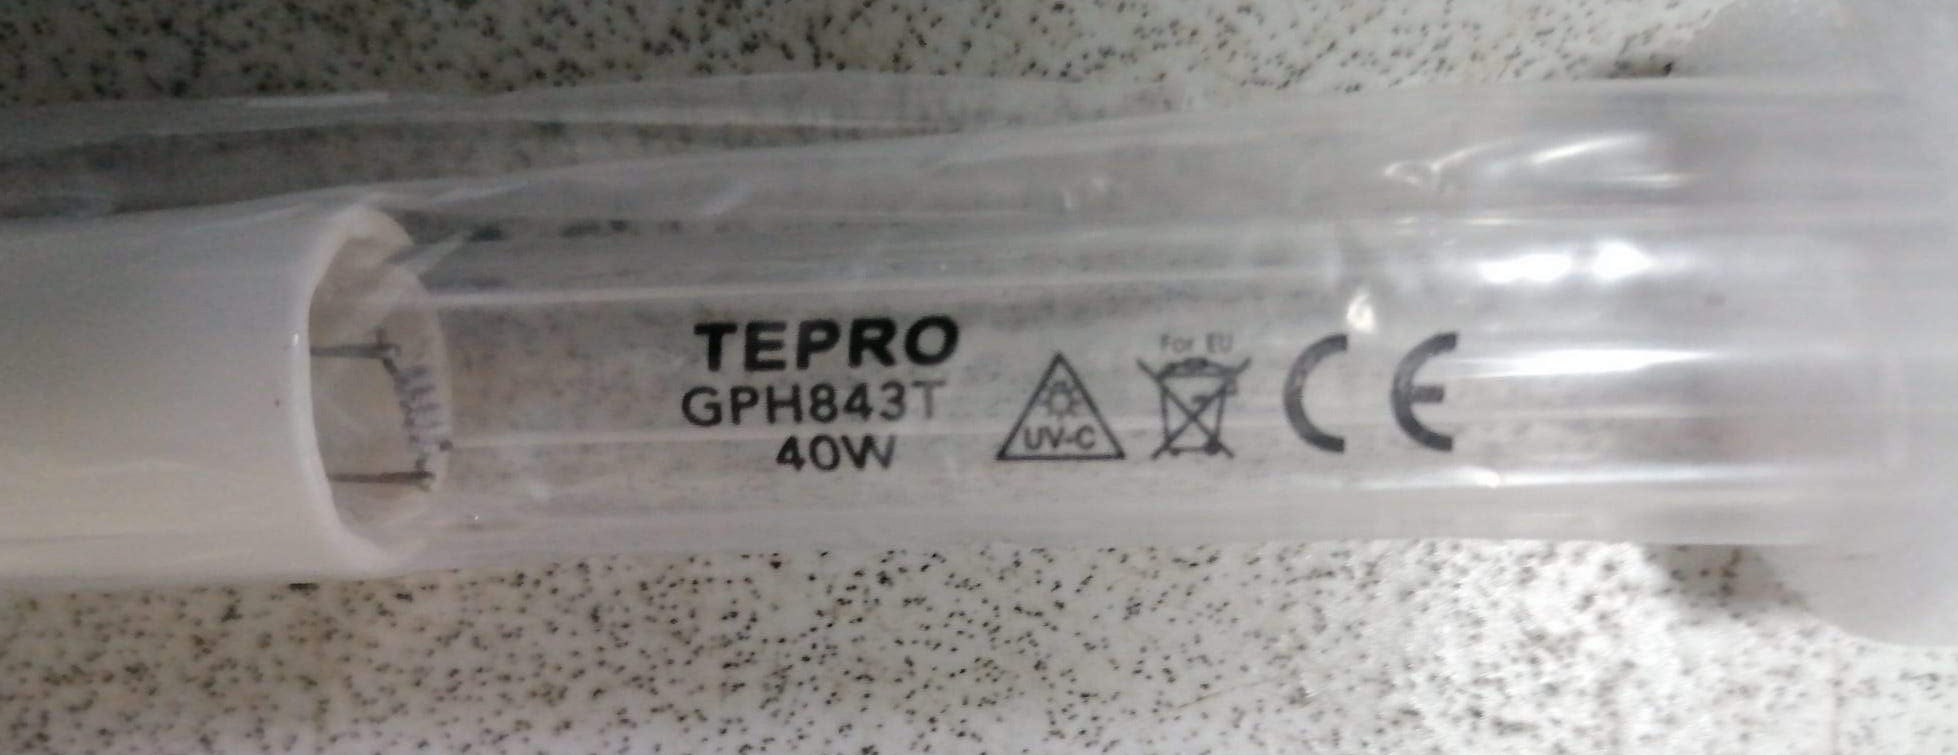 TEPRO
GPH843T
40W
UV-C
For EU
CE